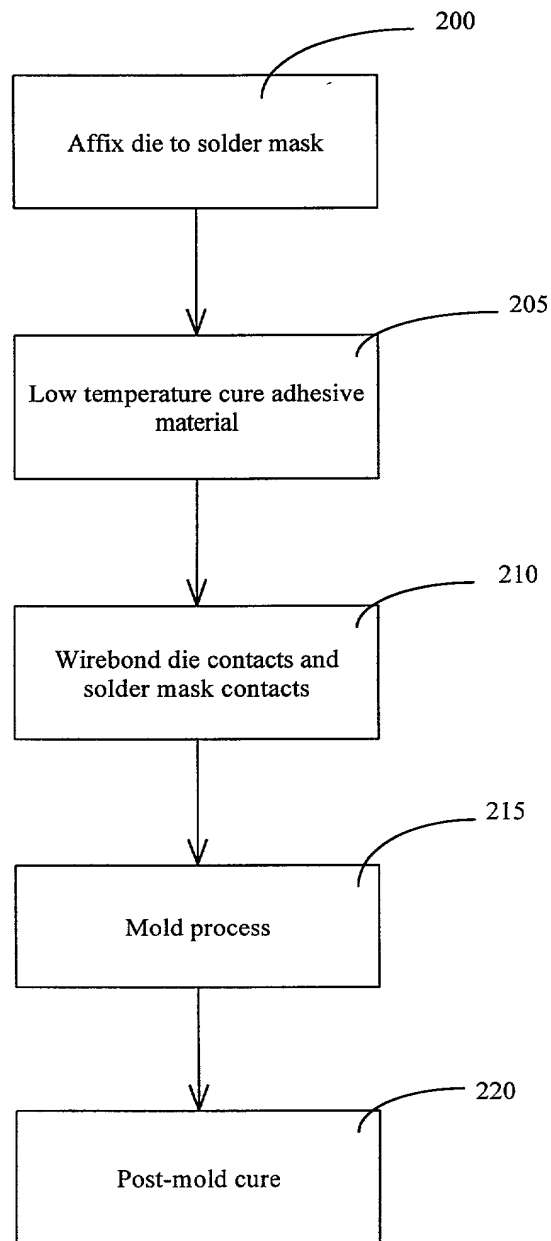 200
Affix die to solder mask
205
Low temperature cure adhesive
material
210
Wirebond die contacts and
solder mask contacts
215
Mold process
220
Post-mold cure